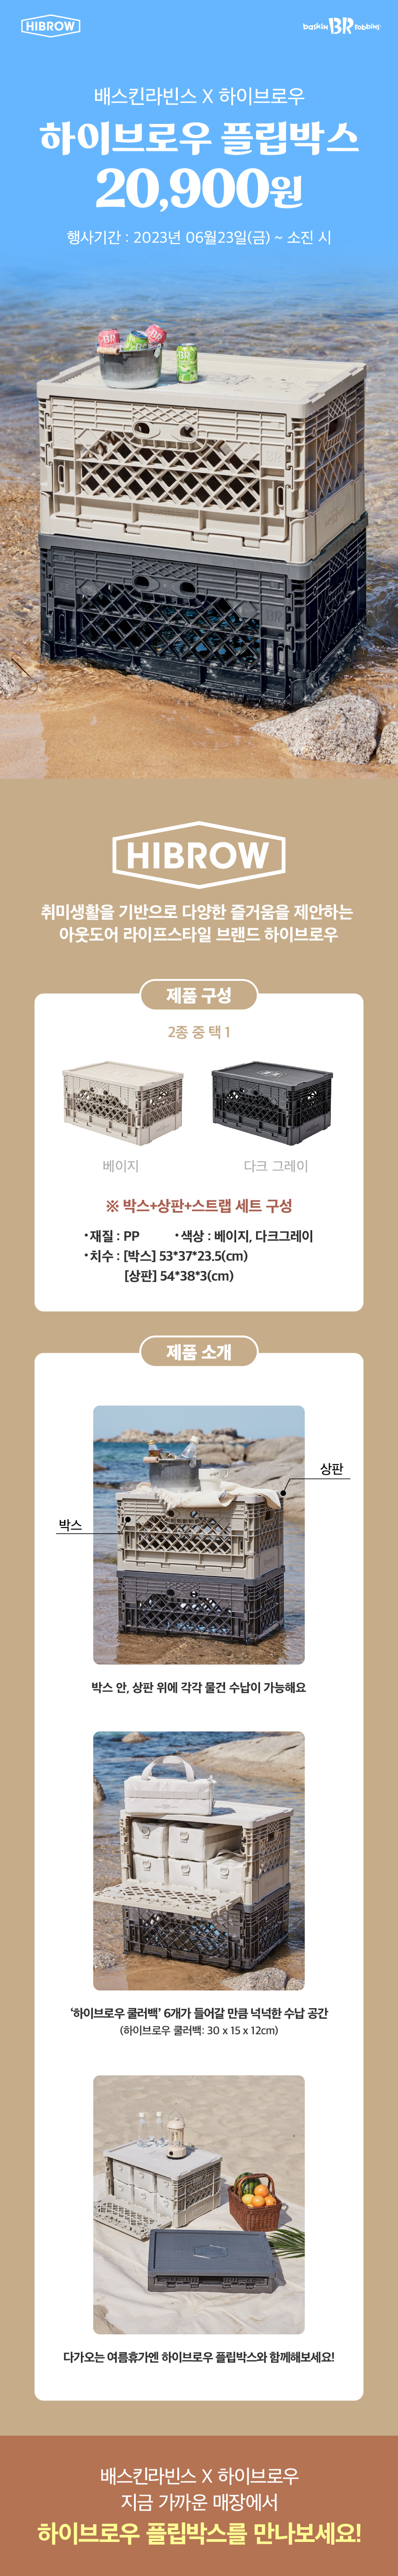 HIBROW
baskin BR robbins
배스킨라빈스 X 하이브로우
하이브로우 플립박스
20,900원
행사기간 : 2023년 06월23일(금) ~ 소진 시
BR
BR
BR
BR
BR
HIBROW
취미생활을 기반으로 다양한 즐거움을 제안하는
아웃도어 라이프스타일 브랜드 하이브로우
제품 구성
2종 중 택 1
베이지
다크 그레이
※ 박스+상판+스트랩 세트 구성
•재질 : PP •색상 : 베이지, 다크그레이
•치수 : [박스] 53*37*23.5(cm)
[상판] 54*38*3(cm)
제품 소개
상판
박스
박스 안, 상판 위에 각각 물건 수납이 가능해요
‘하이브로우 쿨러백’ 6개가 들어갈 만큼 넉넉한 수납 공간
(하이브로우 쿨러백: 30 x 15 x 12cm)
다가오는 여름휴가엔 하이브로우 플립박스와 함께해보세요!
배스킨라빈스 X 하이브로우
지금 가까운 매장에서
하이브로우 플립박스를 만나보세요!